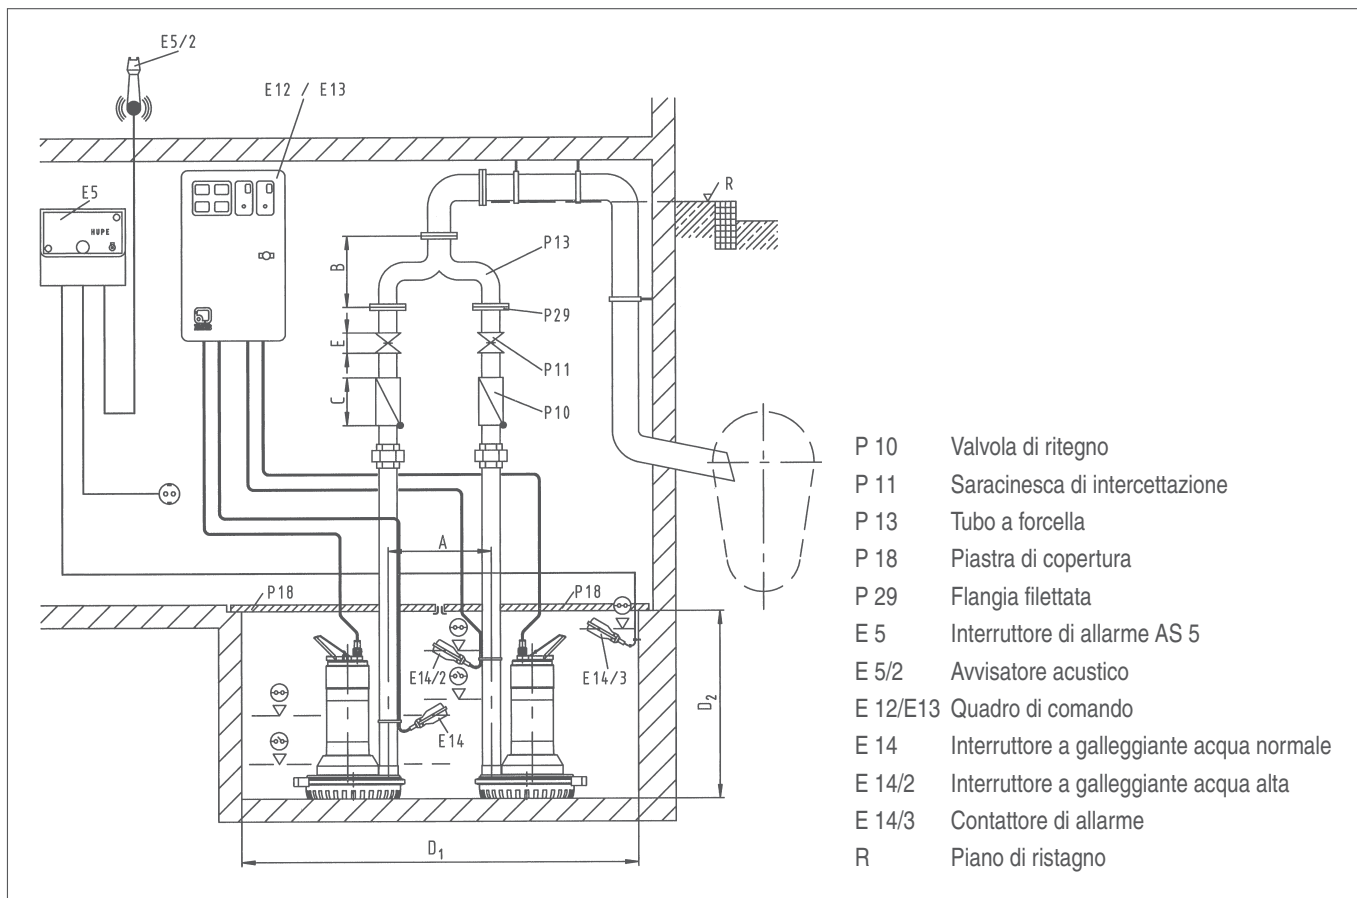 E5/2
E12 / E13
E5
HUPE
R
B
P13
P29
E
P11
C
P10
A
P18
P18
E14/2
E14/3
E14
D2
D1
P 10 Valvola di ritegno
P 11 Saracinesca di intercettazione
P 13 Tubo a forcella
P 18 Piastra di copertura
P 29 Flangia filettata
E 5 Interruttore di allarme AS 5
E 5/2 Avvisatore acustico
E 12/E13 Quadro di comando
E 14 Interruttore a galleggiante acqua normale
E 14/2 Interruttore a galleggiante acqua alta
E 14/3 Contattore di allarme
R Piano di ristagno